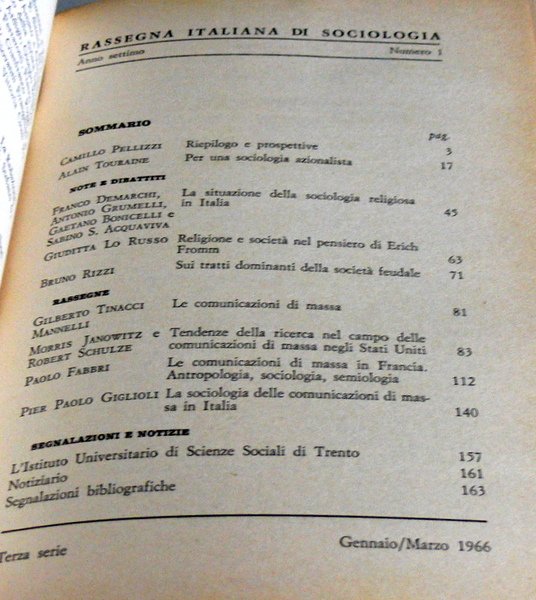 RASSEGNA ITALIANA DI SOCIOLOGIA
Anno settimo Numero 1
SOMMARIO
pag.
CAMILLO PELLIZZI Riepilogo e prospettive 3
ALAIN TOURAINE Per una sociologia azionalista 17
NOTE E DIBATTITI
FRANCO DEMARCHI, La situazione della sociologia religiosa
ANTONIO GRUMELLI, in Italia 45
GAETANO BONICELLI e
SABINO S. ACQUAVIVA
GIUDITTA LO RUSSO Religione e società nel pensiero di Erich
Fromm 63
BRUNO RIZZI Sui tratti dominanti della società feudale 71
RASSEGNE
GILBERTO TINACCI Le comunicazioni di massa 81
MANNELLI
MORRIS JANOWITZ e Tendenze della ricerca nel campo delle
ROBERT SCHULZE comunicazioni di massa negli Stati Uniti 83
PAOLO FABBRI Le comunicazioni di massa in Francia.
Antropologia, sociologia, semiologia 112
PIER PAOLO GIGLIOLI La sociologia delle comunicazioni di mas-
sa in Italia 140
SEGNALAZIONI E NOTIZIE
L'Istituto Universitario di Scienze Sociali di Trento 157
Notiziario 161
Segnalazioni bibliografiche 163
Terza serie Gennaio/Marzo 1966